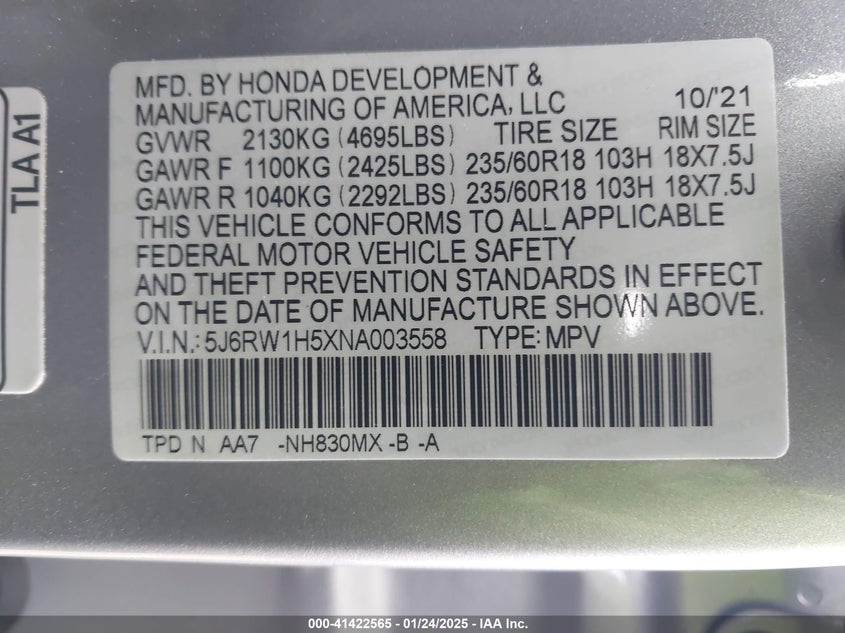 TLA A1
MFD. BY HONDA DEVELOPMENT &
MANUFACTURING OF AMERICA, LLC 10/'21
GVWR 2130KG (4695LBS) TIRE SIZE RIM SIZE
GAWR F 1100KG (2425LBS) 235/60R18 103H 18X7.5J
GAWR R 1040KG (2292LBS) 235/60R18 103H 18X7.5J
THIS VEHICLE CONFORMS TO ALL APPLICABLE
FEDERAL MOTOR VEHICLE SAFETY
AND THEFT PREVENTION STANDARDS IN EFFECT
ON THE DATE OF MANUFACTURE SHOWN ABOVE.
V.I.N.: 5J6RW1H5XNA003558 TYPE: MPV
TPD N AA7 -NH830MX -B -A
000-41422565 - 01/24/2025 - IAA Inc.